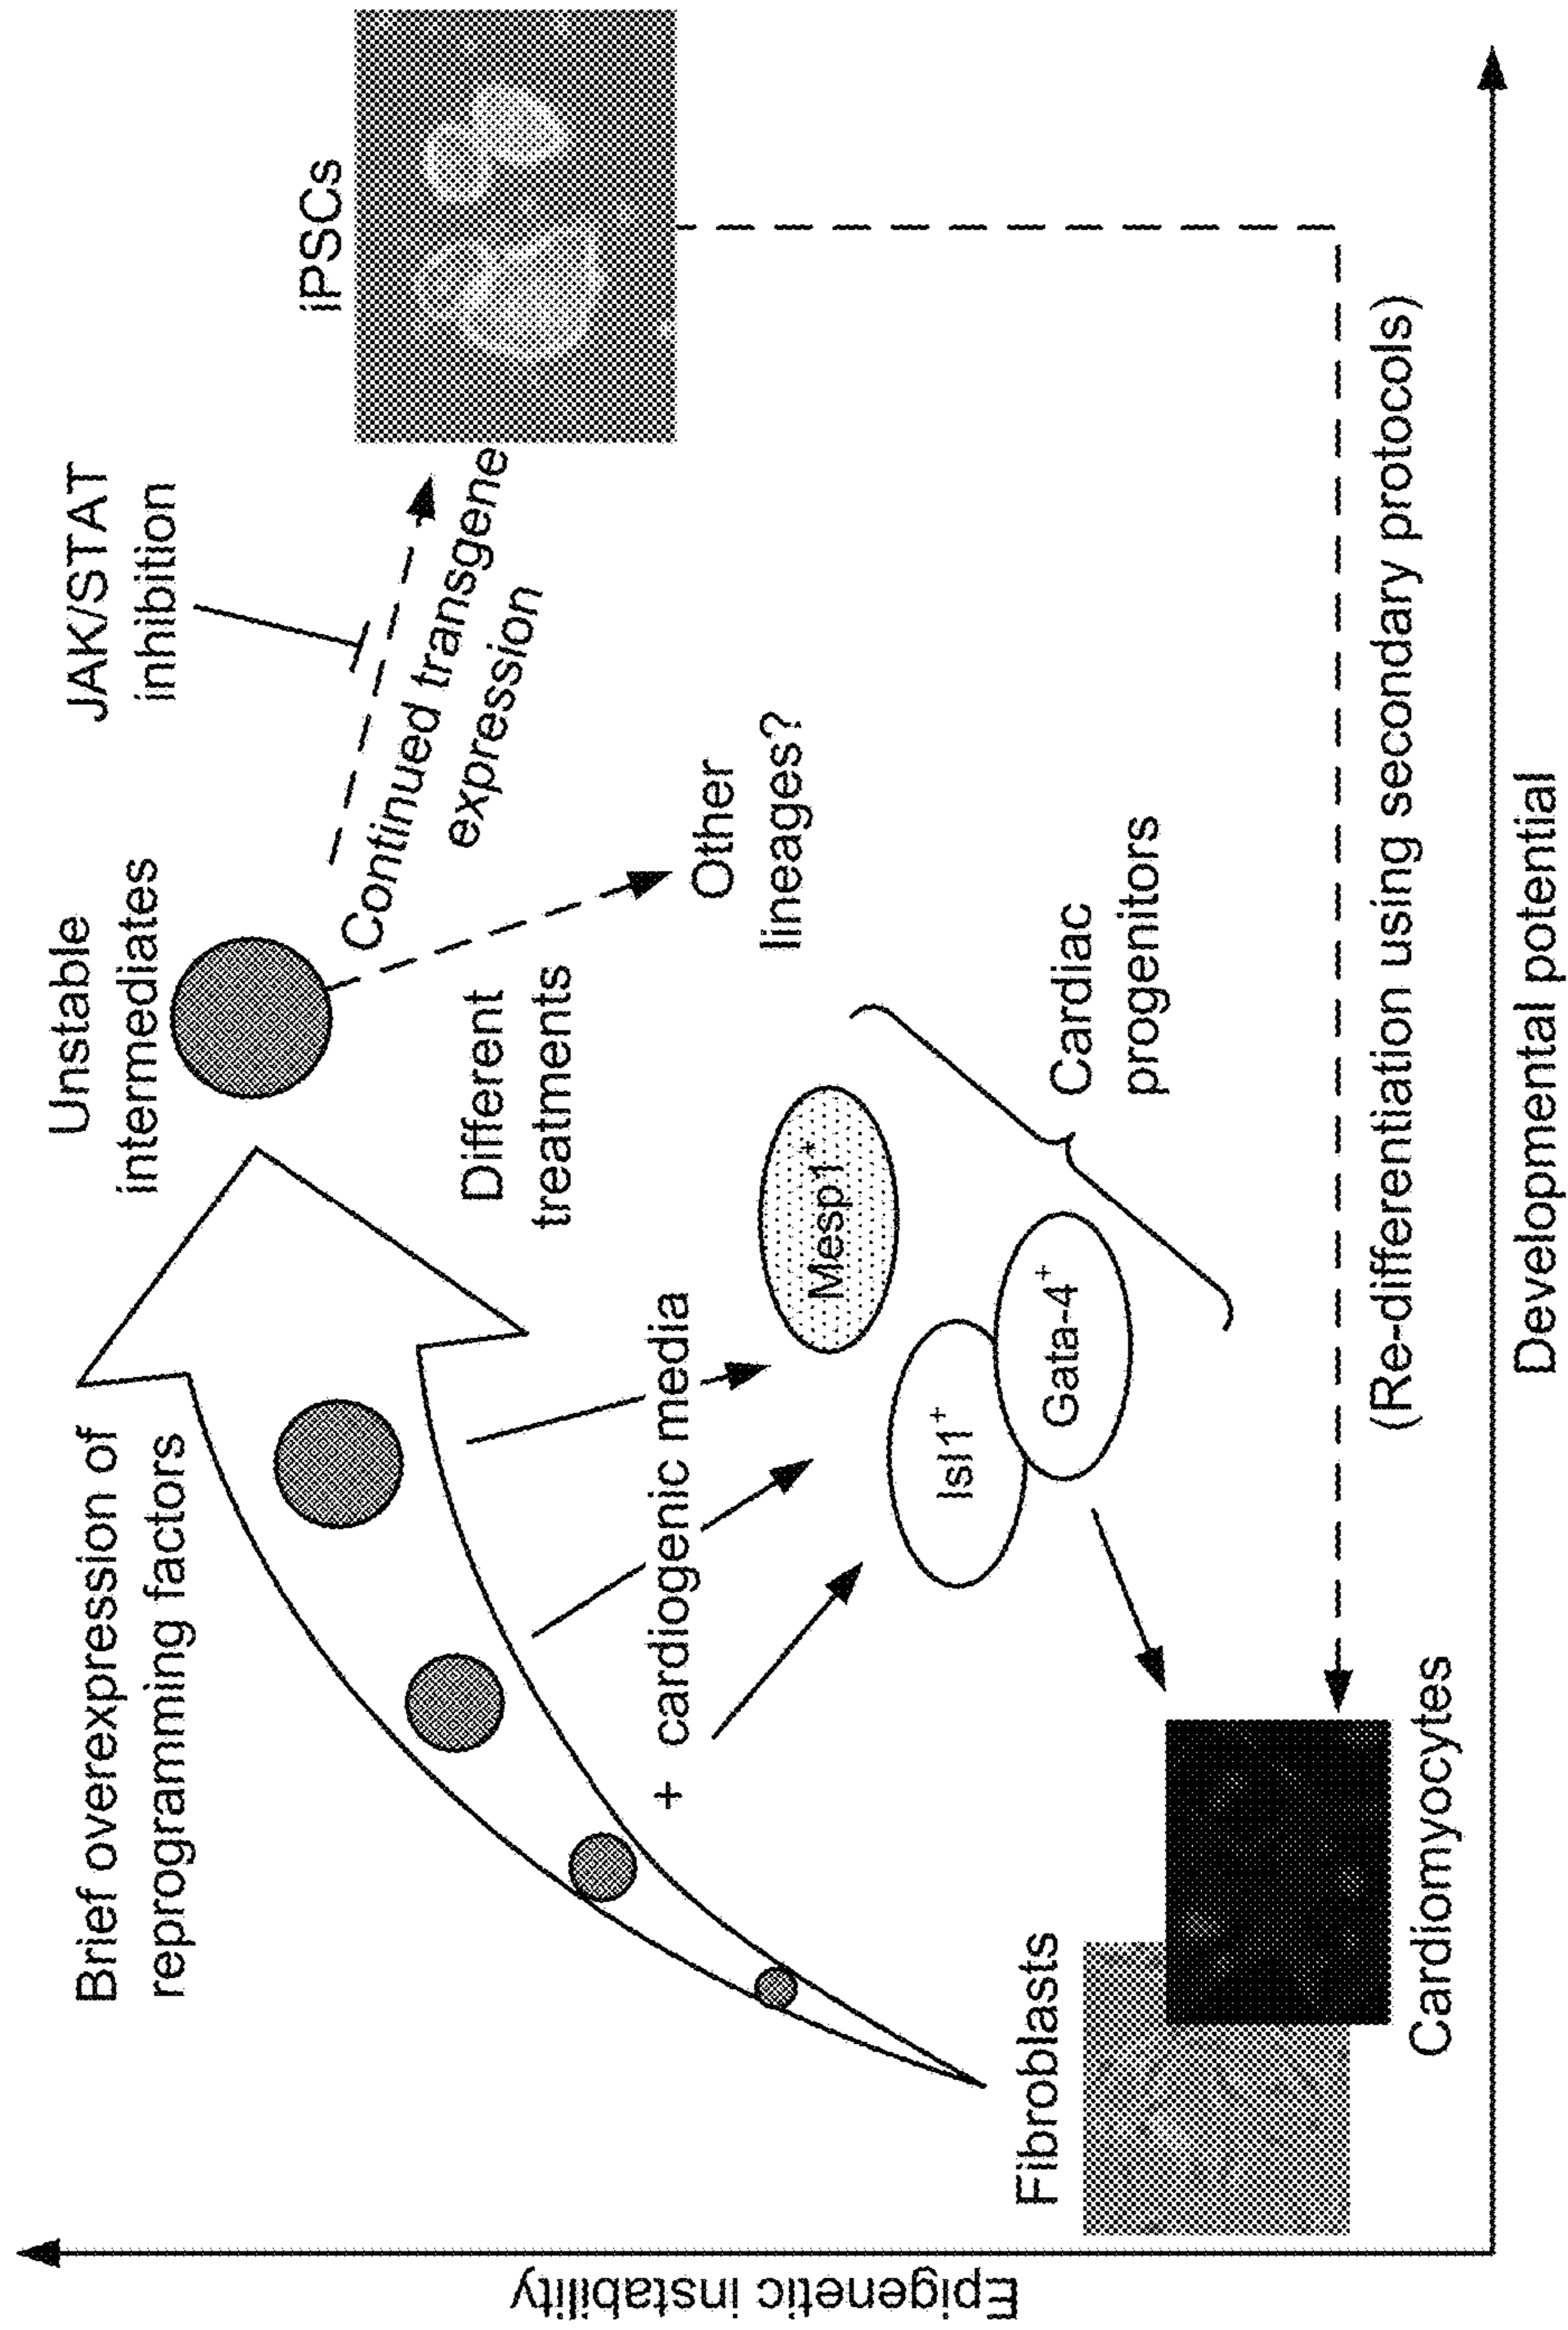 Brief overexpression of
reprogramming factors
Unstable
intermediates
JAK/STAT
inhibition
iPSCs
Continued transgene
expression
Different
treatments
Other
lineages?
+ cardiogenic media
Mesp1+
Isl1+
Gata-4+
Cardiac
progenitors
Fibroblasts
Cardiomyocytes
(Re-differentiation using secondary protocols)
Developmental potential
Epigenetic instability